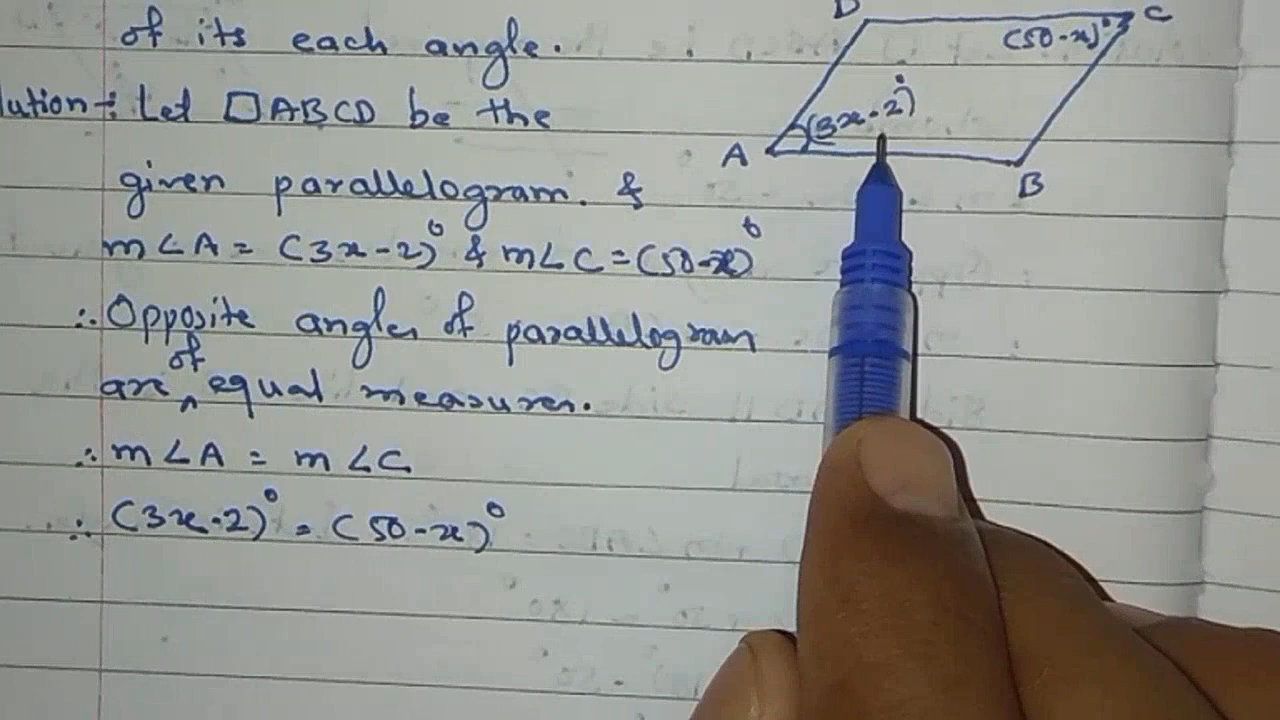 of its each angle.
lution :- Let □ABCD be the
given parallelogram. &
m∠A = (3x-2)° & m∠C = (50-x)°
∴ Opposite angles of parallelogram
are of equal measures.
∴ m∠A = m∠C
∴ (3x-2)° = (50-x)°
D C
(50-x)°
(3x-2)°
A
B